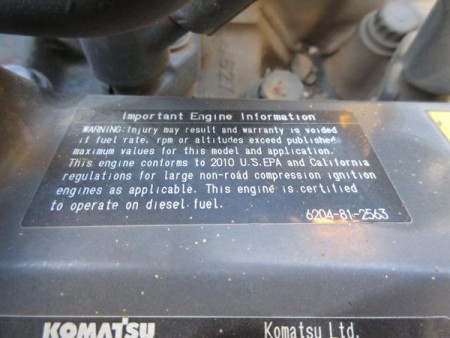 Important Engine Information
WARNING: Injury may result and warranty is voided
if fuel rate, rpm or altitudes exceed published
maximum values for this model and application.
This engine conforms to 2010 U.S.EPA and California
regulations for large non-road compression ignition
engines as applicable. This engine is certified
to operate on diesel fuel.
6204-81-2563
KOMATSU Komatsu Ltd.